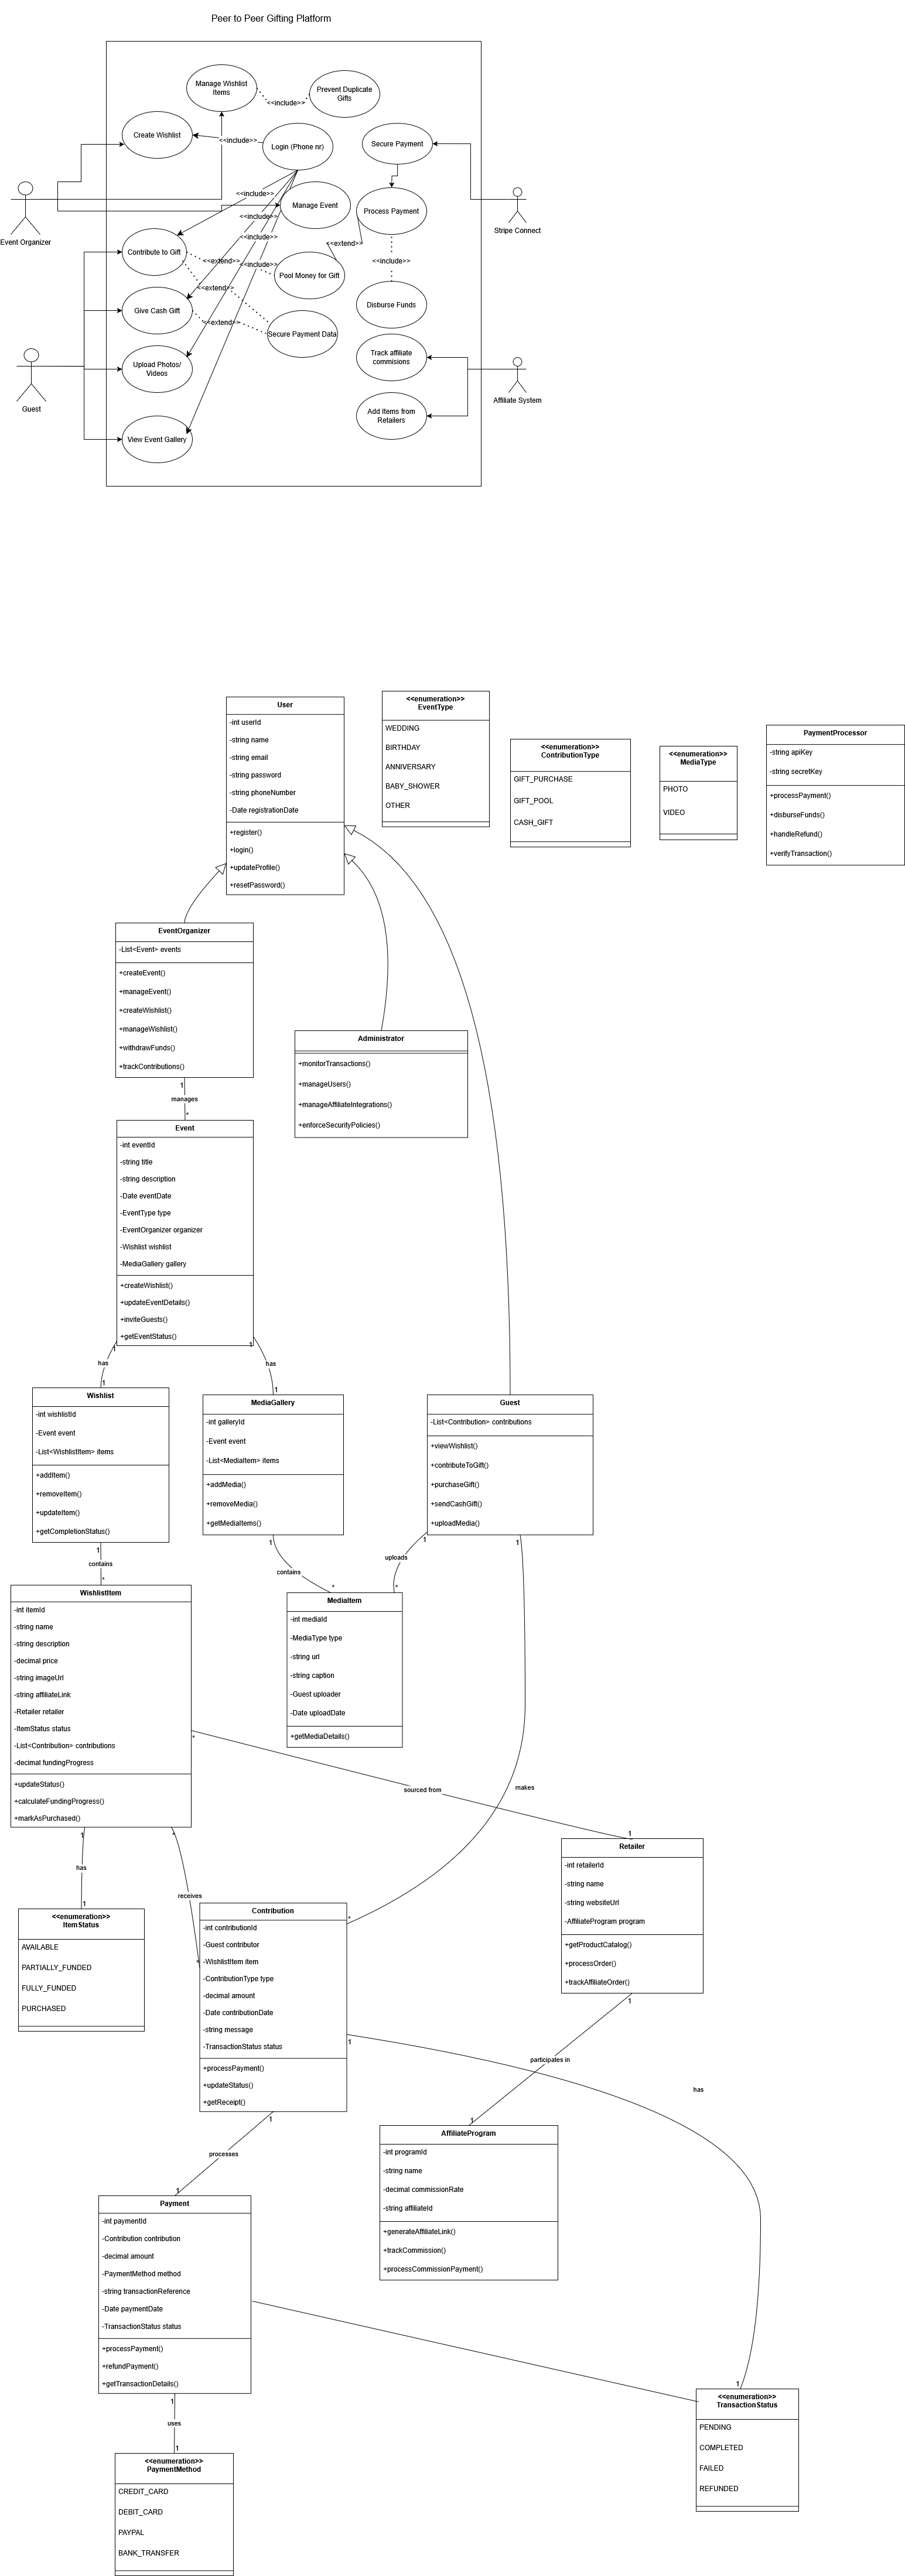 Peer to Peer Gifting Platform
Manage Wishlist
Items
Prevent Duplicate
Gifts
<<include>>
Create Wishlist
<<include>>
Login (Phone nr)
Secure Payment
<<include>>
Manage Event
Process Payment
<<include>>
Event Organizer
Stripe Connect
<<include>>
<<extend>>
Contribute to Gift
<<extend>>
<<include>>
<<include>>
Pool Money for Gift
<<extend>>
Give Cash Gift
Disburse Funds
<<extend>>
Secure Payment Data
Track affiliate
commisions
Upload Photos/
Videos
Guest
Affiliate System
Add Items from
Retailers
View Event Gallery
User
-int userId
-string name
-string email
-string password
-string phoneNumber
-Date registrationDate
+register()
+login()
+updateProfile()
+resetPassword()
<<enumeration>>
EventType
WEDDING
BIRTHDAY
ANNIVERSARY
BABY_SHOWER
OTHER
<<enumeration>>
ContributionType
GIFT_PURCHASE
GIFT_POOL
CASH_GIFT
<<enumeration>>
MediaType
PHOTO
VIDEO
PaymentProcessor
-string apiKey
-string secretKey
+processPayment()
+disburseFunds()
+handleRefund()
+verifyTransaction()
EventOrganizer
-List<Event> events
+createEvent()
+manageEvent()
+createWishlist()
+manageWishlist()
+withdrawFunds()
+trackContributions()
Administrator
+monitorTransactions()
+manageUsers()
+manageAffiliateIntegrations()
+enforceSecurityPolicies()
1
manages
*
Event
-int eventId
-string title
-string description
-Date eventDate
-EventType type
-EventOrganizer organizer
-Wishlist wishlist
-MediaGallery gallery
+createWishlist()
+updateEventDetails()
+inviteGuests()
+getEventStatus()
1
1
has
has
1
1
Wishlist
-int wishlistId
-Event event
-List<WishlistItem> items
+addItem()
+removeItem()
+updateItem()
+getCompletionStatus()
MediaGallery
-int galleryId
-Event event
-List<MediaItem> items
+addMedia()
+removeMedia()
+getMediaItems()
Guest
-List<Contribution> contributions
+viewWishlist()
+contributeToGift()
+purchaseGift()
+sendCashGift()
+uploadMedia()
1
contains
*
1
contains
*
1
uploads
*
1
WishlistItem
-int itemId
-string name
-string description
-decimal price
-string imageUrl
-string affiliateLink
-Retailer retailer
-ItemStatus status
-List<Contribution> contributions
-decimal fundingProgress
+updateStatus()
+calculateFundingProgress()
+markAsPurchased()
MediaItem
-int mediaId
-MediaType type
-string url
-string caption
-Guest uploader
-Date uploadDate
+getMediaDetails()
*
sourced from
makes
1
1
has
1
*
receives
*
*
<<enumeration>>
ItemStatus
AVAILABLE
PARTIALLY_FUNDED
FULLY_FUNDED
PURCHASED
Retailer
-int retailerId
-string name
-string websiteUrl
-AffiliateProgram program
+getProductCatalog()
+processOrder()
+trackAffiliateOrder()
Contribution
-int contributionId
-Guest contributor
-WishlistItem item
-ContributionType type
-decimal amount
-Date contributionDate
-string message
-TransactionStatus status
+processPayment()
+updateStatus()
+getReceipt()
1
participates in
1
1
has
1
1
processes
1
AffiliateProgram
-int programId
-string name
-decimal commissionRate
-string affiliateId
+generateAffiliateLink()
+trackCommission()
+processCommissionPayment()
Payment
-int paymentId
-Contribution contribution
-decimal amount
-PaymentMethod method
-string transactionReference
-Date paymentDate
-TransactionStatus status
+processPayment()
+refundPayment()
+getTransactionDetails()
<<enumeration>>
TransactionStatus
PENDING
COMPLETED
FAILED
REFUNDED
1
uses
1
<<enumeration>>
PaymentMethod
CREDIT_CARD
DEBIT_CARD
PAYPAL
BANK_TRANSFER